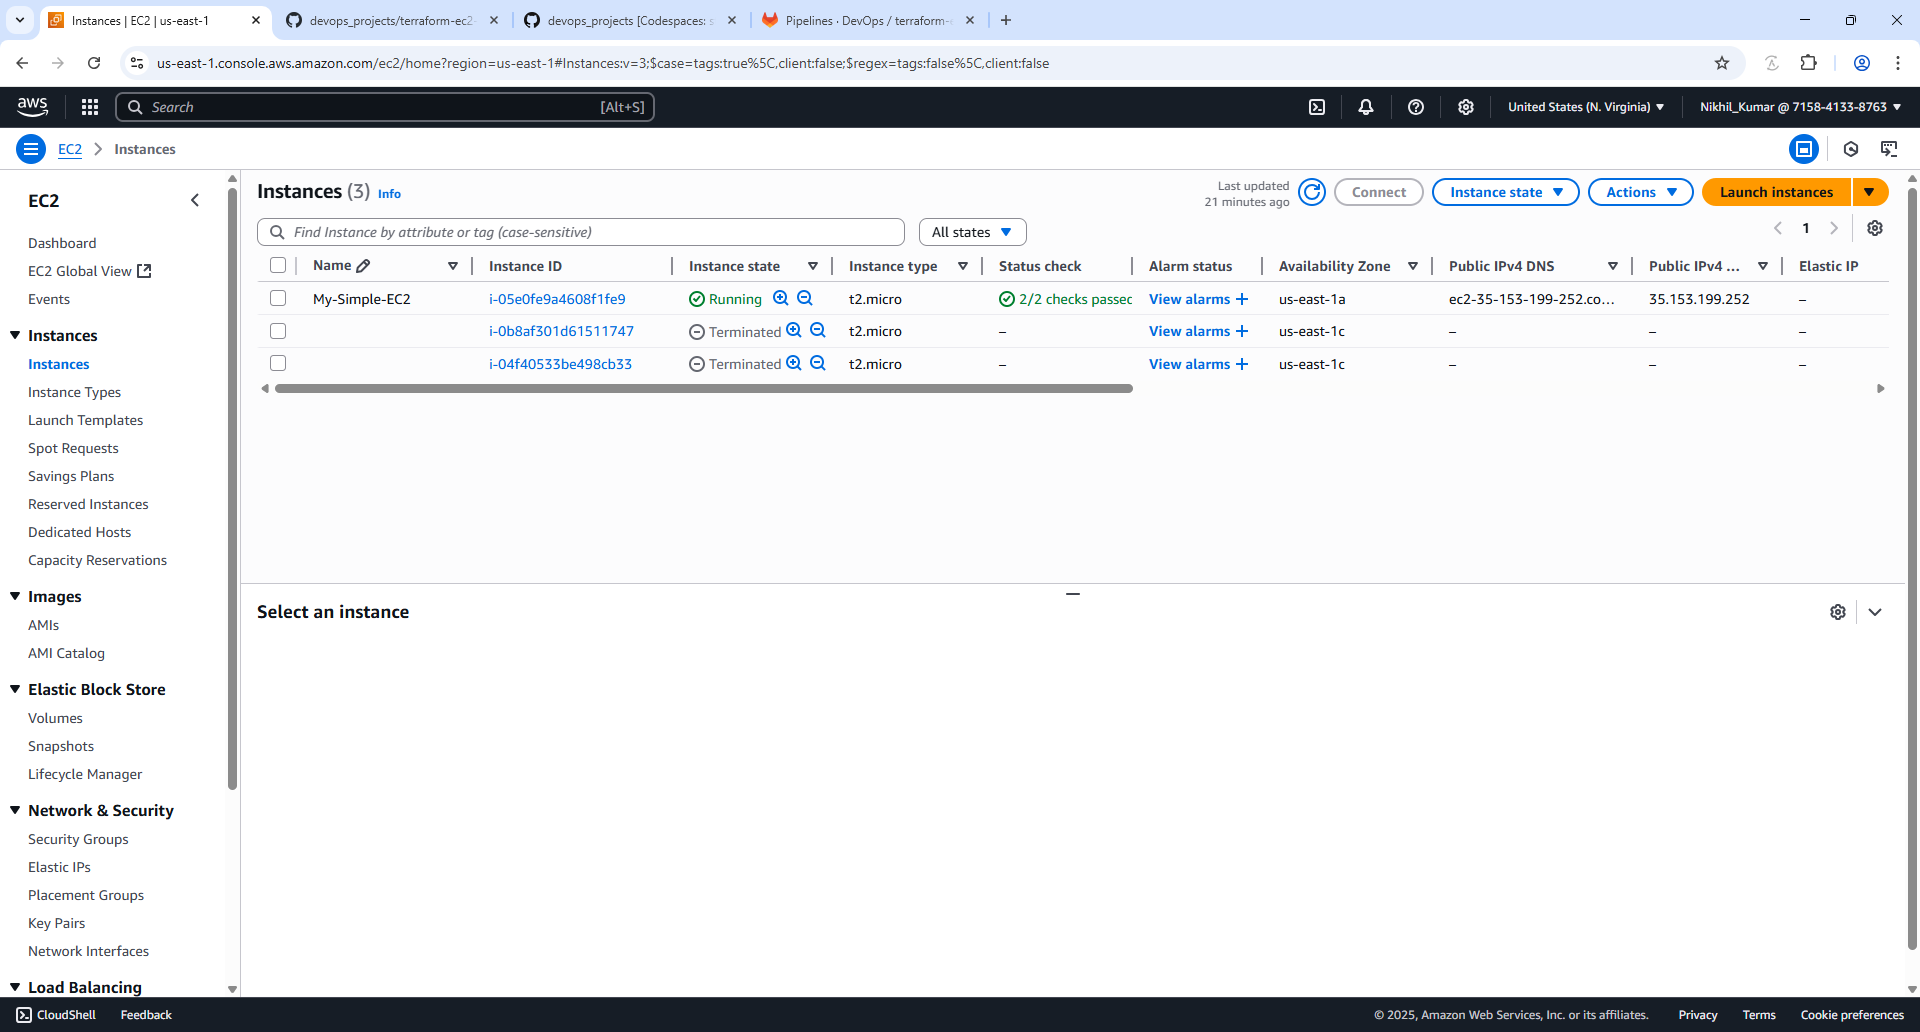 Instances | EC2 | us-east-1
devops_projects/terraform-ec2-
devops_projects [Codespaces: s
Pipelines · DevOps / terraform-
us-east-1.console.aws.amazon.com/ec2/home?region=us-east-1#Instances:v=3;$case=tags:true%5C,client:false;$regex=tags:false%5C,client:false
aws
Search [Alt+S]
United States (N. Virginia)
Nikhil_Kumar @ 7158-4133-8763
EC2 > Instances
EC2
Dashboard
EC2 Global View
Events
Instances
Instances
Instance Types
Launch Templates
Spot Requests
Savings Plans
Reserved Instances
Dedicated Hosts
Capacity Reservations
Images
AMIs
AMI Catalog
Elastic Block Store
Volumes
Snapshots
Lifecycle Manager
Network & Security
Security Groups
Elastic IPs
Placement Groups
Key Pairs
Network Interfaces
Load Balancing
Instances (3) Info
Last updated
21 minutes ago
Connect
Instance state
Actions
Launch instances
Find Instance by attribute or tag (case-sensitive)
All states
1
Name Instance ID Instance state Instance type Status check Alarm status Availability Zone Public IPv4 DNS Public IPv4 ... Elastic IP
My-Simple-EC2 i-05e0fe9a4608f1fe9 Running t2.micro 2/2 checks passed View alarms + us-east-1a ec2-35-153-199-252.co... 35.153.199.252 –
i-0b8af301d61511747 Terminated t2.micro – View alarms + us-east-1c – – –
i-04f40533be498cb33 Terminated t2.micro – View alarms + us-east-1c – – –
Select an instance
CloudShell
Feedback
© 2025, Amazon Web Services, Inc. or its affiliates.
Privacy
Terms
Cookie preferences